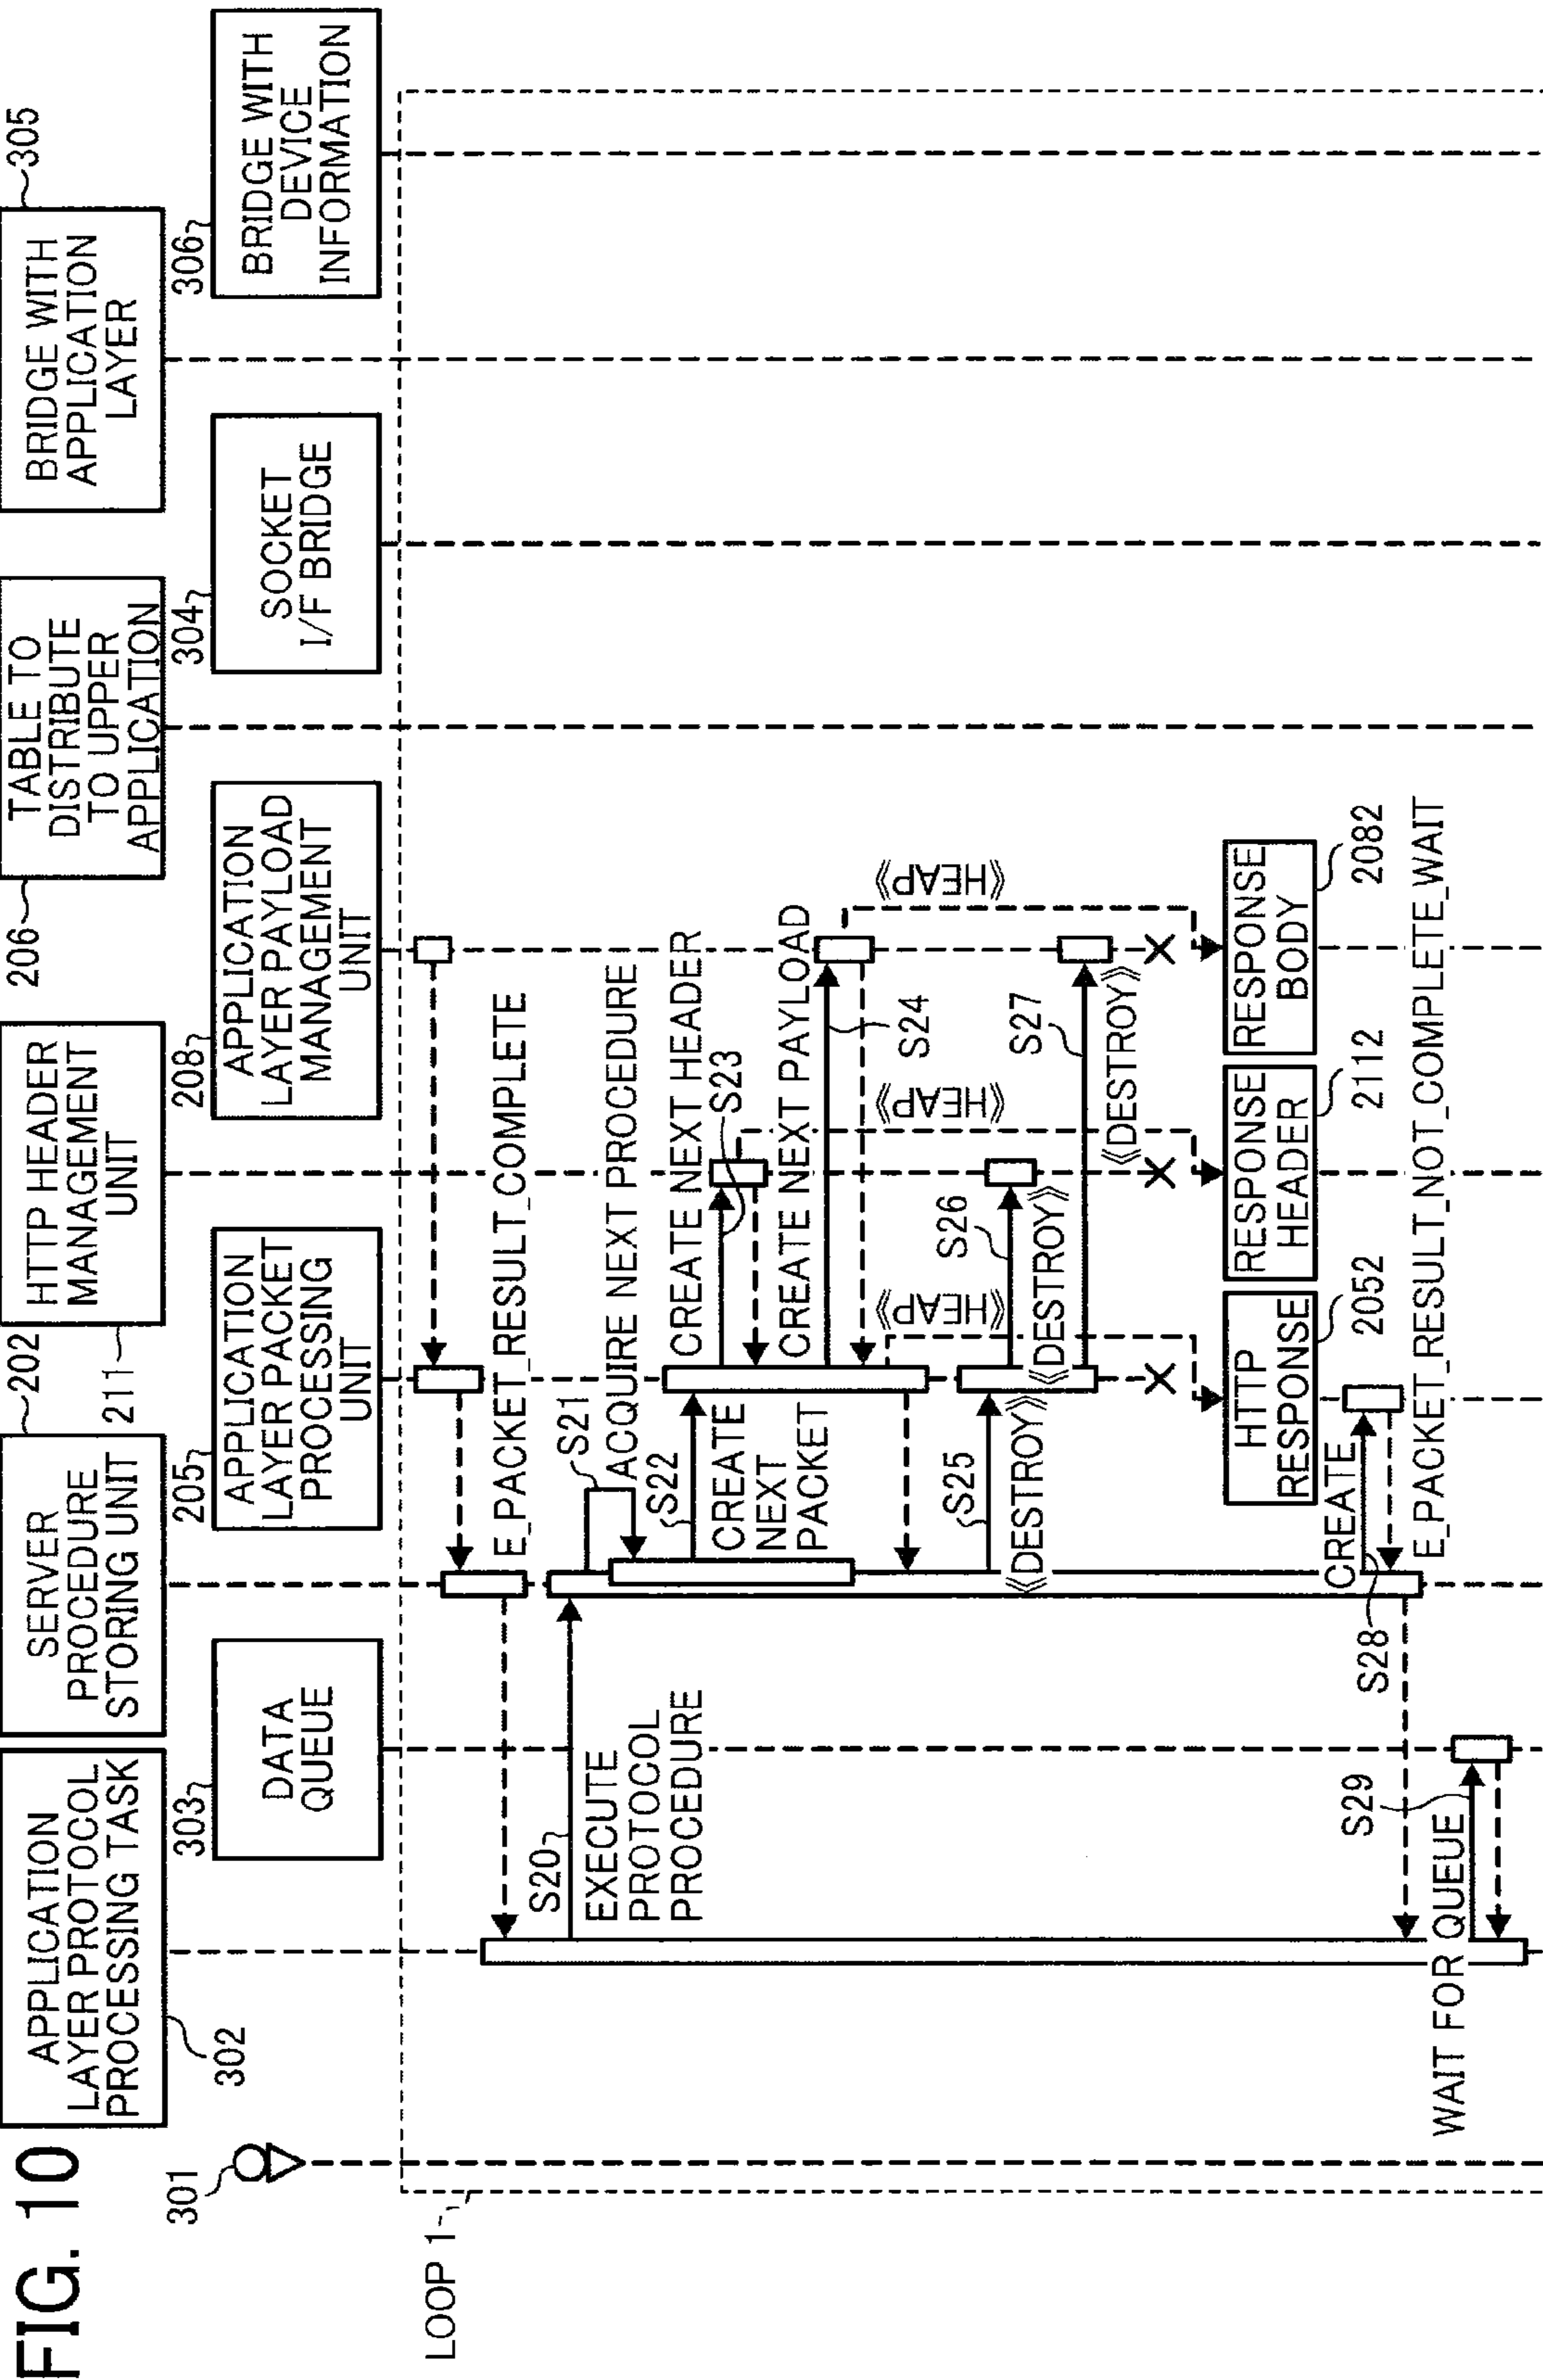 FIG. 10
301
APPLICATION
LAYER PROTOCOL
PROCESSING TASK
302
SERVER
PROCEDURE
STORING UNIT
202
HTTP HEADER
MANAGEMENT
UNIT
211
TABLE TO
DISTRIBUTE
TO UPPER
APPLICATION
206
BRIDGE WITH
APPLICATION
LAYER
305
303
DATA
QUEUE
205
APPLICATION
LAYER PACKET
PROCESSING
UNIT
208
APPLICATION
LAYER PAYLOAD
MANAGEMENT
UNIT
304
SOCKET
I/F BRIDGE
306
BRIDGE WITH
DEVICE
INFORMATION
LOOP 1
E_PACKET_RESULT_COMPLETE
S20
EXECUTE
PROTOCOL
PROCEDURE
S21
ACQUIRE NEXT PROCEDURE
S22
CREATE
NEXT
PACKET
CREATE NEXT HEADER
S23
CREATE NEXT PAYLOAD
S24
《HEAP》
《HEAP》
《HEAP》
S25
《DESTROY》
S26
《DESTROY》
S27
《DESTROY》
HTTP
RESPONSE
2052
RESPONSE
HEADER
2112
RESPONSE
BODY
2082
CREATE
S28
E_PACKET_RESULT_NOT_COMPLETE_WAIT
S29
WAIT FOR QUEUE